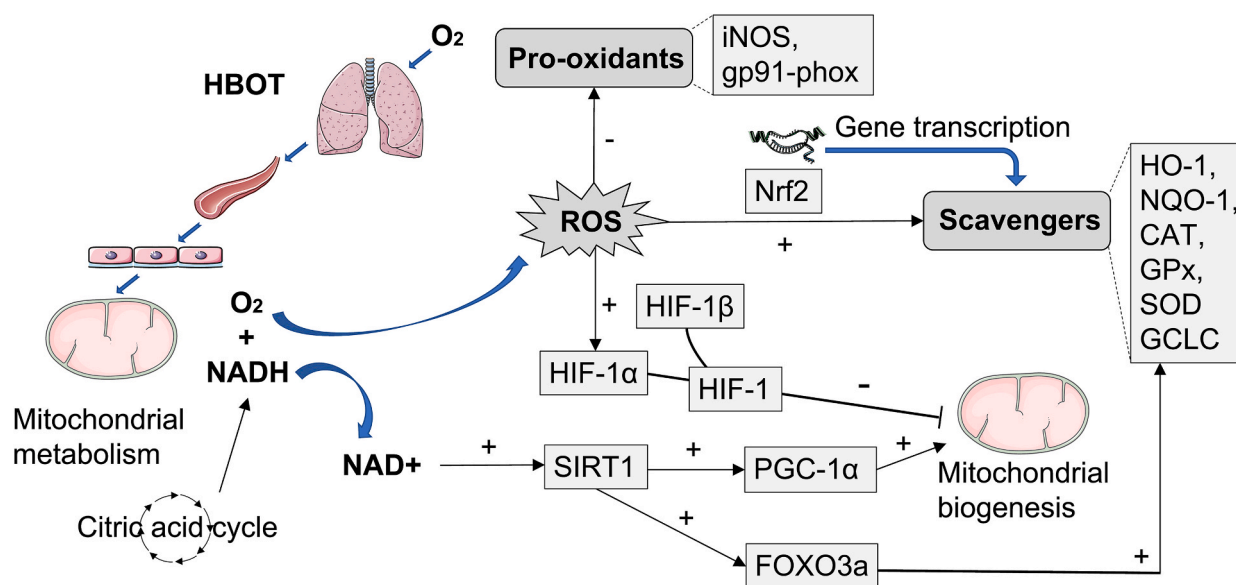 O2
HBOT
Pro-oxidants
iNOS,
gp91-phox
-
Gene transcription
Nrf2
ROS
+
Scavengers
HO-1,
NQO-1,
CAT,
GPx,
SOD
GCLC
O2
+
NADH
+
HIF-1β
HIF-1α
HIF-1
-
Mitochondrial
metabolism
NAD+
+
SIRT1
+
PGC-1α
+
Mitochondrial
biogenesis
Citric acid cycle
+
FOXO3a
+